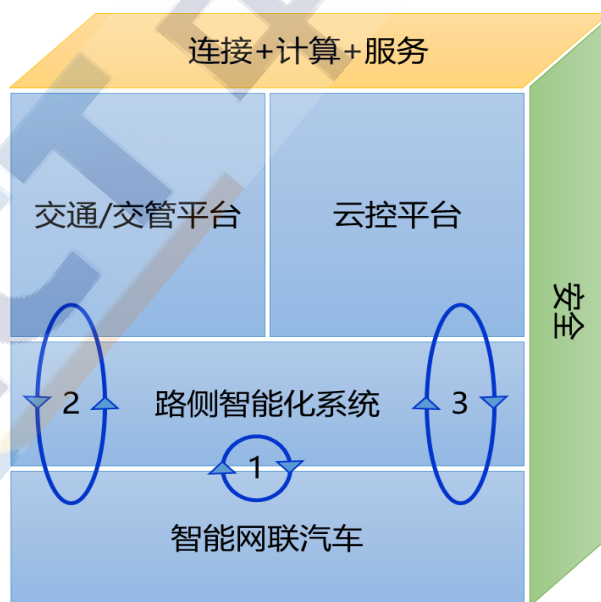 连接+计算+服务
交通/交管平台
云控平台
安全
2
路侧智能化系统
3
1
智能网联汽车